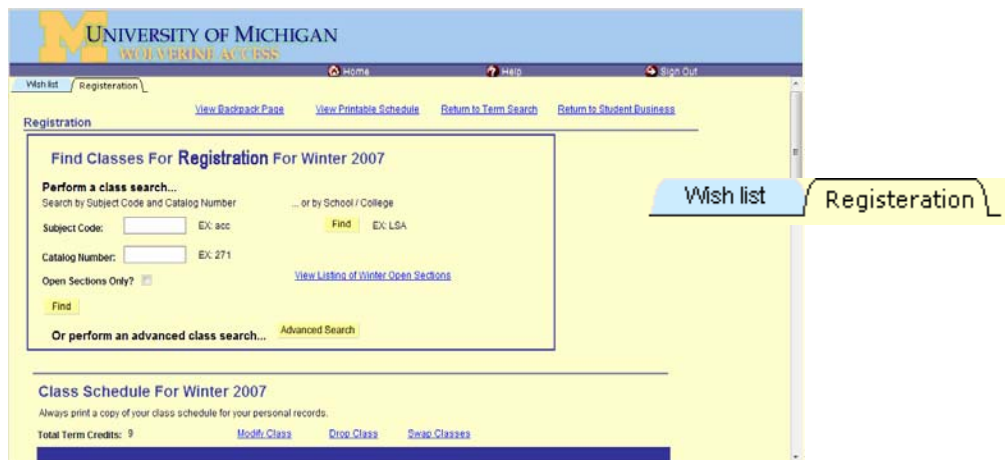 UNIVERSITY OF MICHIGAN
WOLVERINE ACCESS
Home Help Sign Out
Wish list Registeration
View Backpack Page View Printable Schedule Return to Term Search Return to Student Business
Registration
Find Classes For Registration For Winter 2007
Perform a class search...
Search by Subject Code and Catalog Number ... or by School / College
Subject Code: EX: acc Find EX: LSA
Catalog Number: EX: 271
Open Sections Only? View Listing of Winter Open Sections
Find
Or perform an advanced class search... Advanced Search
Class Schedule For Winter 2007
Always print a copy of your class schedule for your personal records.
Total Term Credits: 9 Modify Class Drop Class Swap Classes
Wish list Registeration